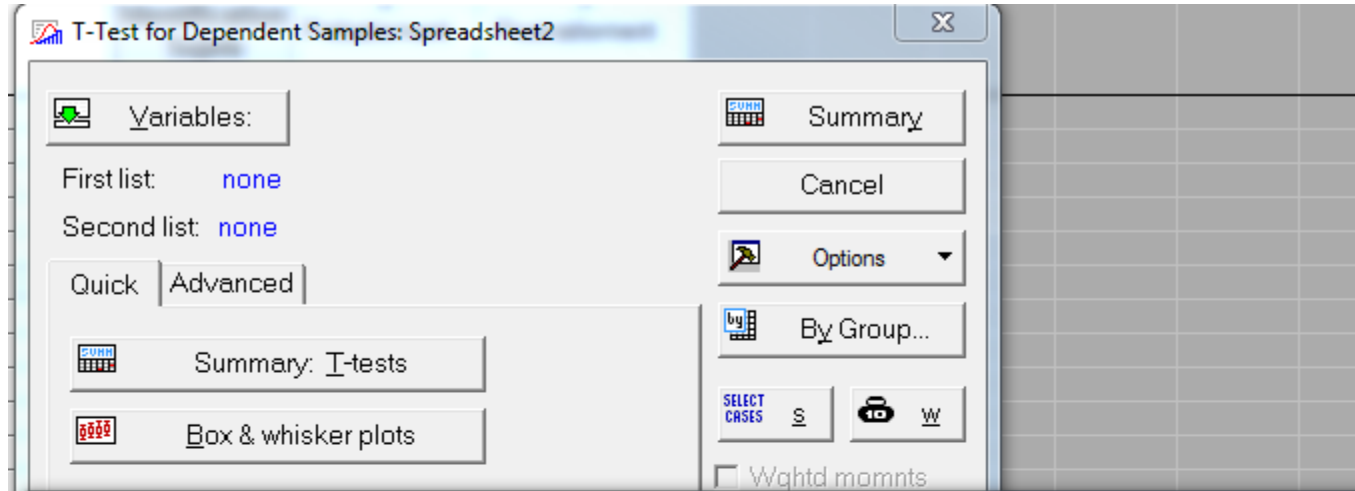 T-Test for Dependent Samples: Spreadsheet2
Variables:
First list: none
Second list: none
Quick Advanced
Summary: T-tests
Box & whisker plots
Summary
Cancel
Options
By Group...
SELECT CASES S
10 W
Wghtd momnts